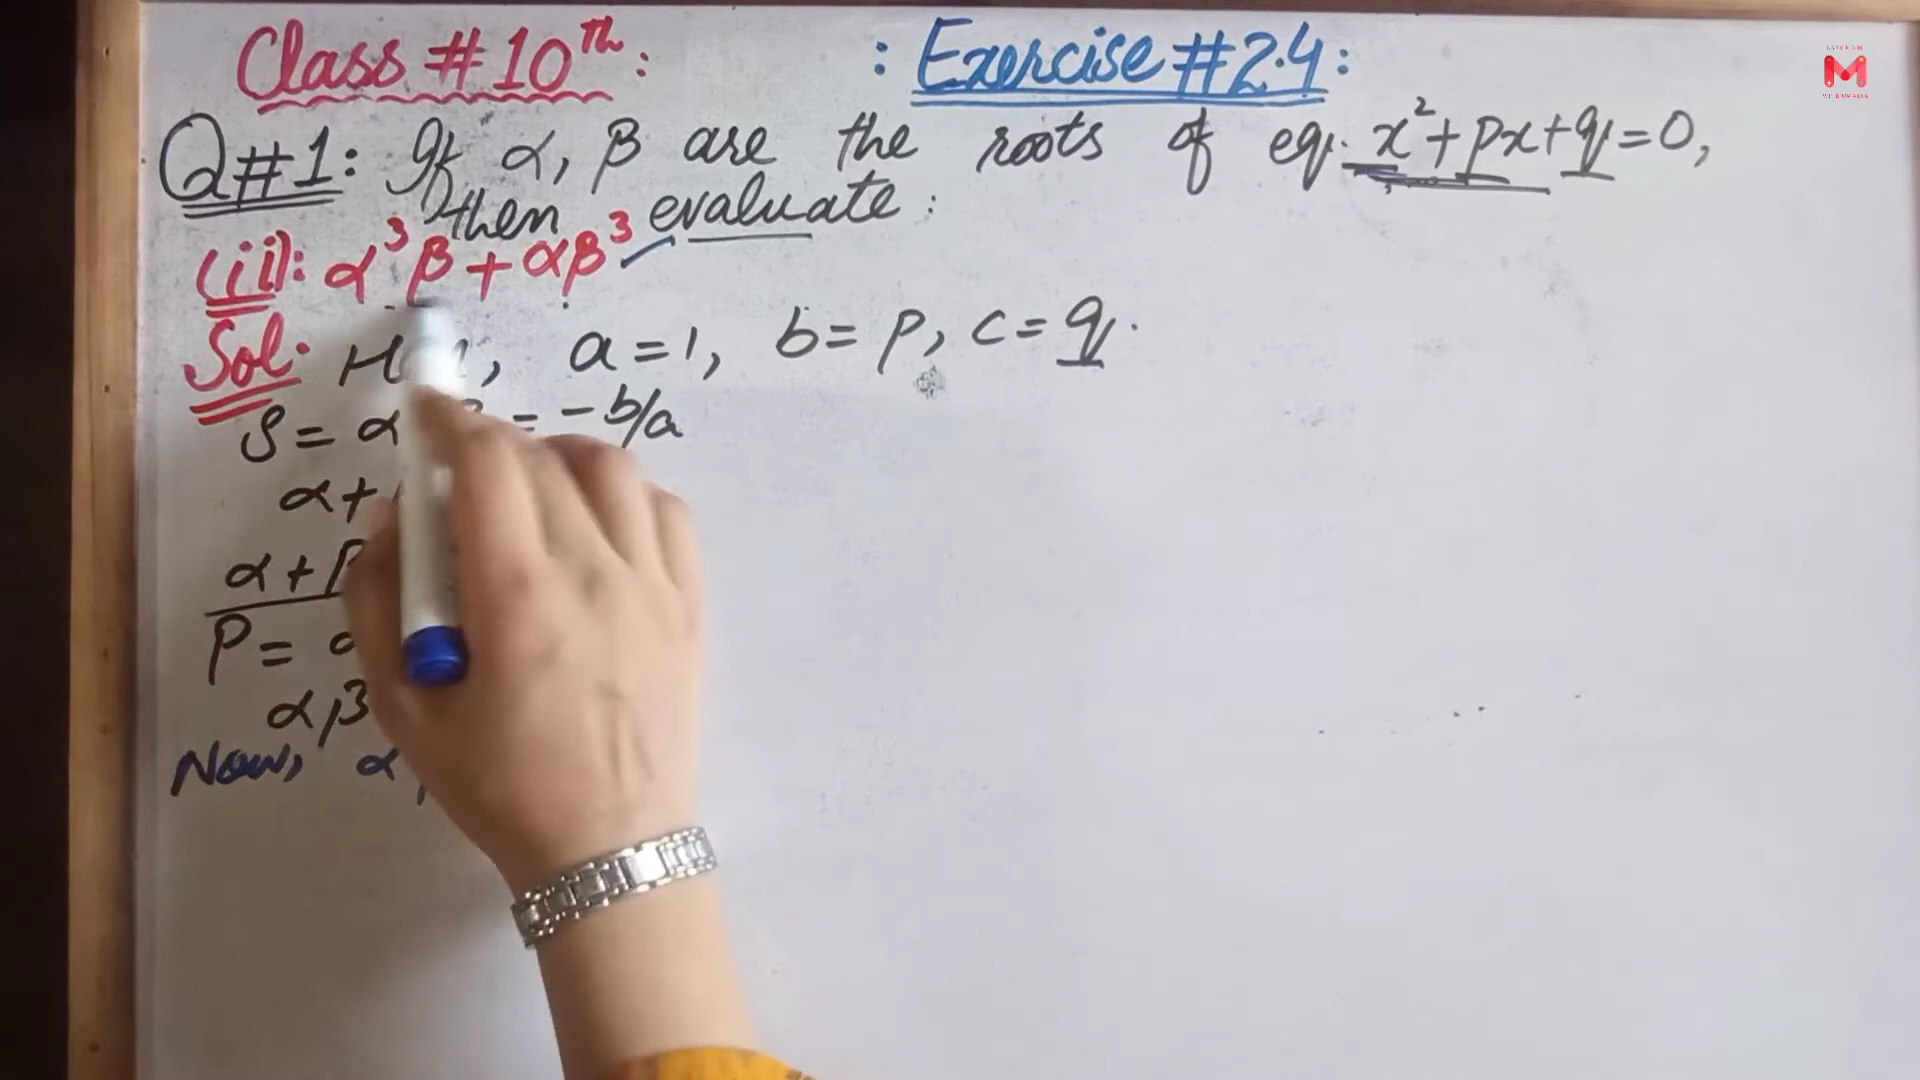 Class #10th:
: Exercise #2.4:
Q#1: If α, β are the roots of eq. x²+px+q=0,
then evaluate:
(ii): α³β+αβ³
Sol. a=1, b=p, c=q.
S= α = -b/a
α+
α+β
P=
αβ
Now, α
M